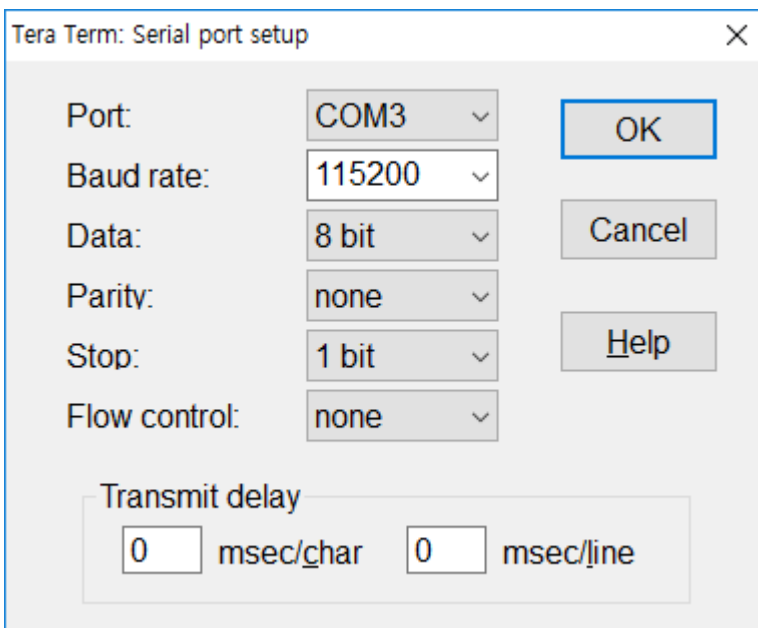 Tera Term: Serial port setup
Port: COM3 OK
Baud rate: 115200
Data: 8 bit Cancel
Parity: none
Stop: 1 bit Help
Flow control: none
Transmit delay
0 msec/char 0 msec/line